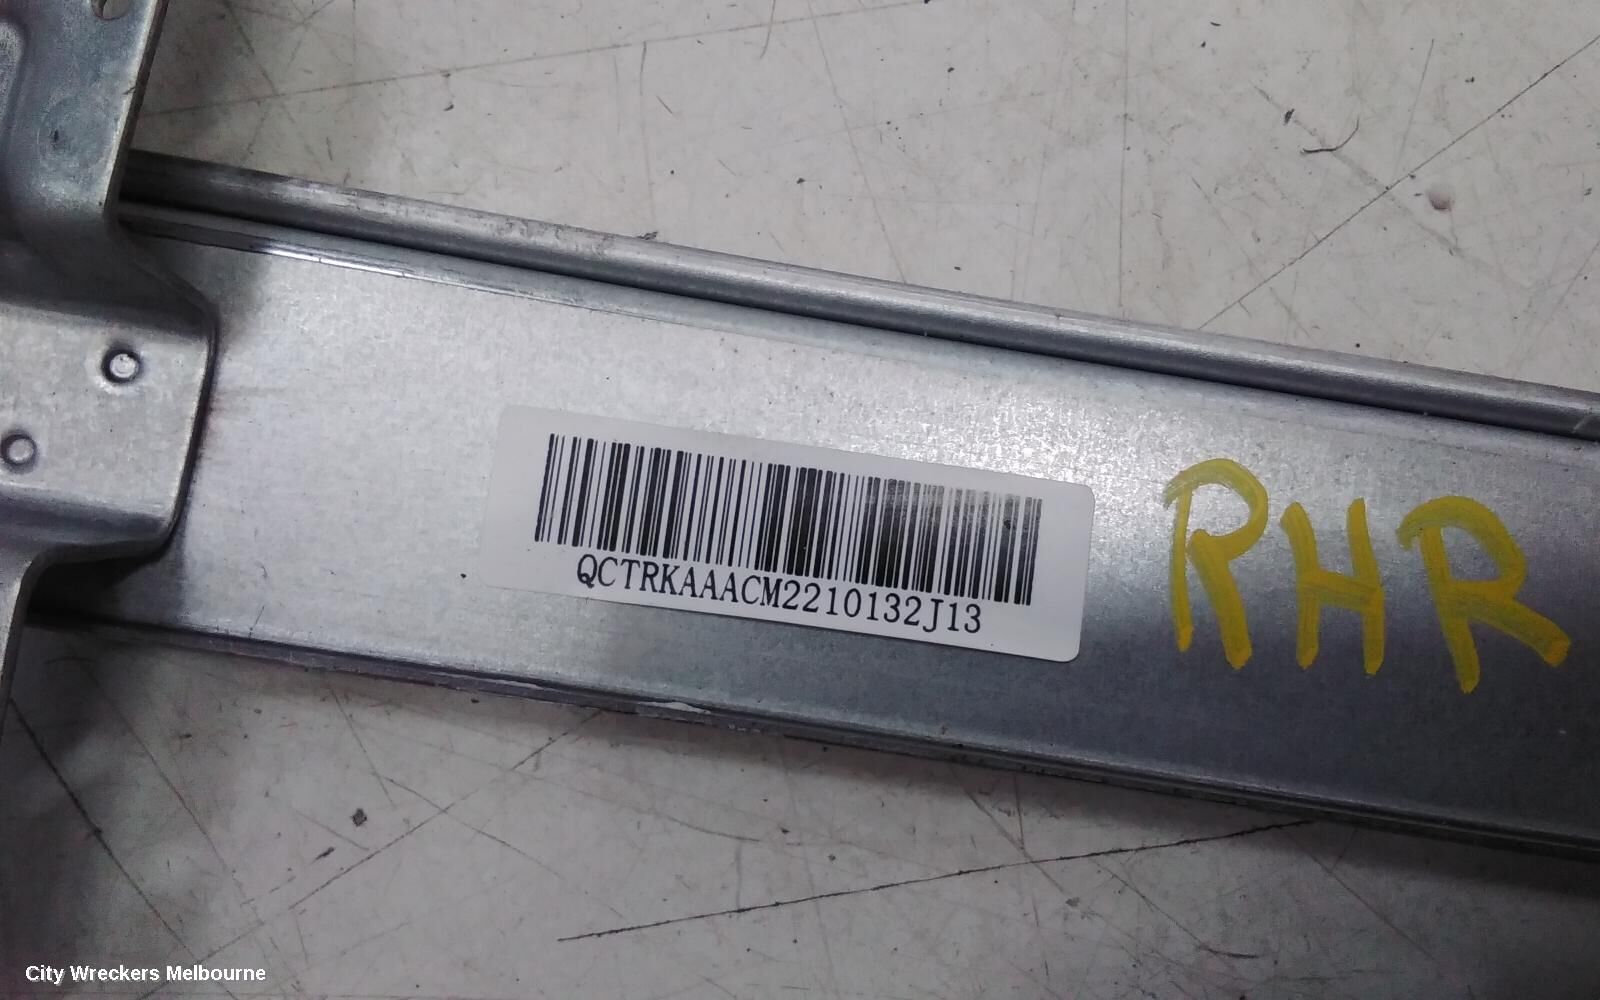 QCTRKAAACM2210132J13
RHR
City Wreckers Melbourne